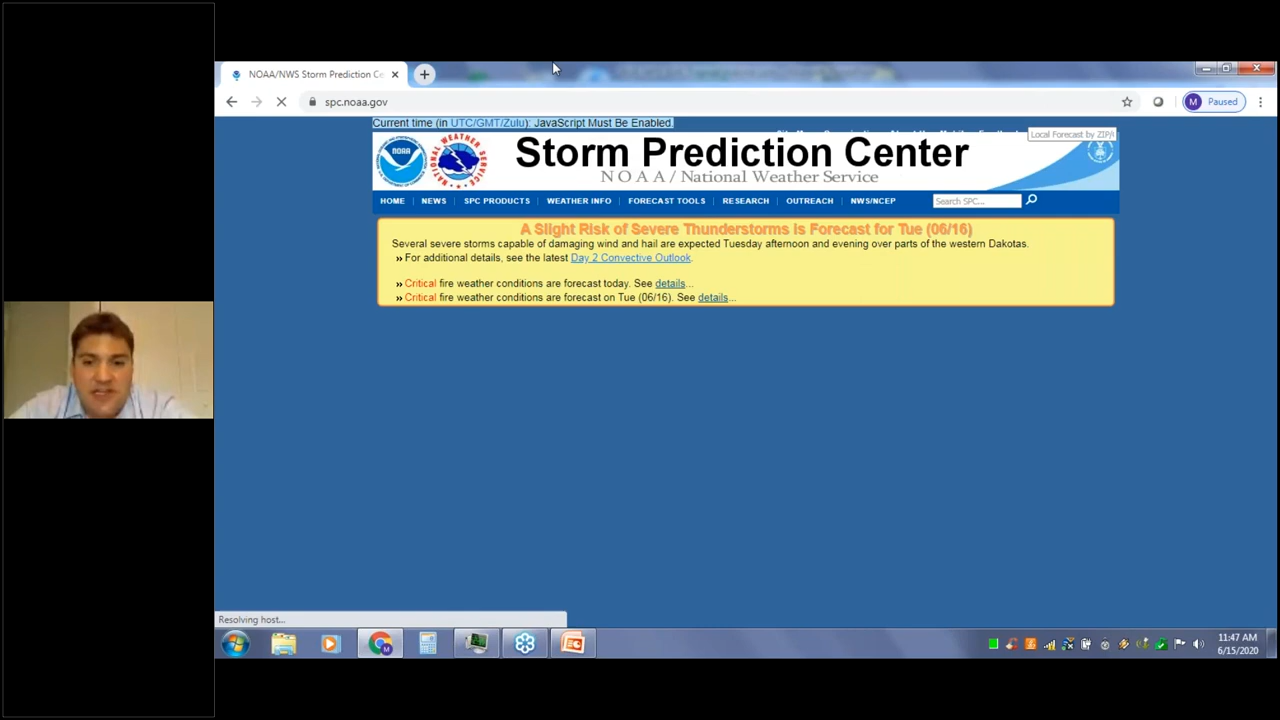 NOAA/NWS Storm Prediction Ce
spc.noaa.gov
M Paused
Current time (in UTC/GMT/Zulu): JavaScript Must Be Enabled.
Local Forecast by ZIP/
NOAA
NATIONAL WEATHER SERVICE
Storm Prediction Center
NOAA / National Weather Service
HOME NEWS SPC PRODUCTS WEATHER INFO FORECAST TOOLS RESEARCH OUTREACH NWS/NCEP Search SPC...
A Slight Risk of Severe Thunderstorms is Forecast for Tue (06/16)
Several severe storms capable of damaging wind and hail are expected Tuesday afternoon and evening over parts of the western Dakotas.
» For additional details, see the latest Day 2 Convective Outlook.
» Critical fire weather conditions are forecast today. See details...
» Critical fire weather conditions are forecast on Tue (06/16). See details...
Resolving host...
11:47 AM
6/15/2020